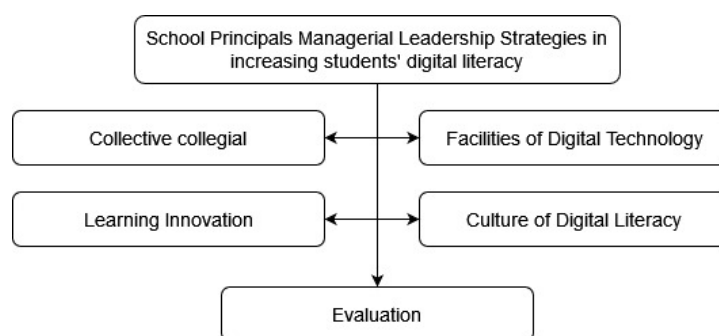 School Principals Managerial Leadership Strategies in
increasing students' digital literacy
Collective collegial
Facilities of Digital Technology
Learning Innovation
Culture of Digital Literacy
Evaluation